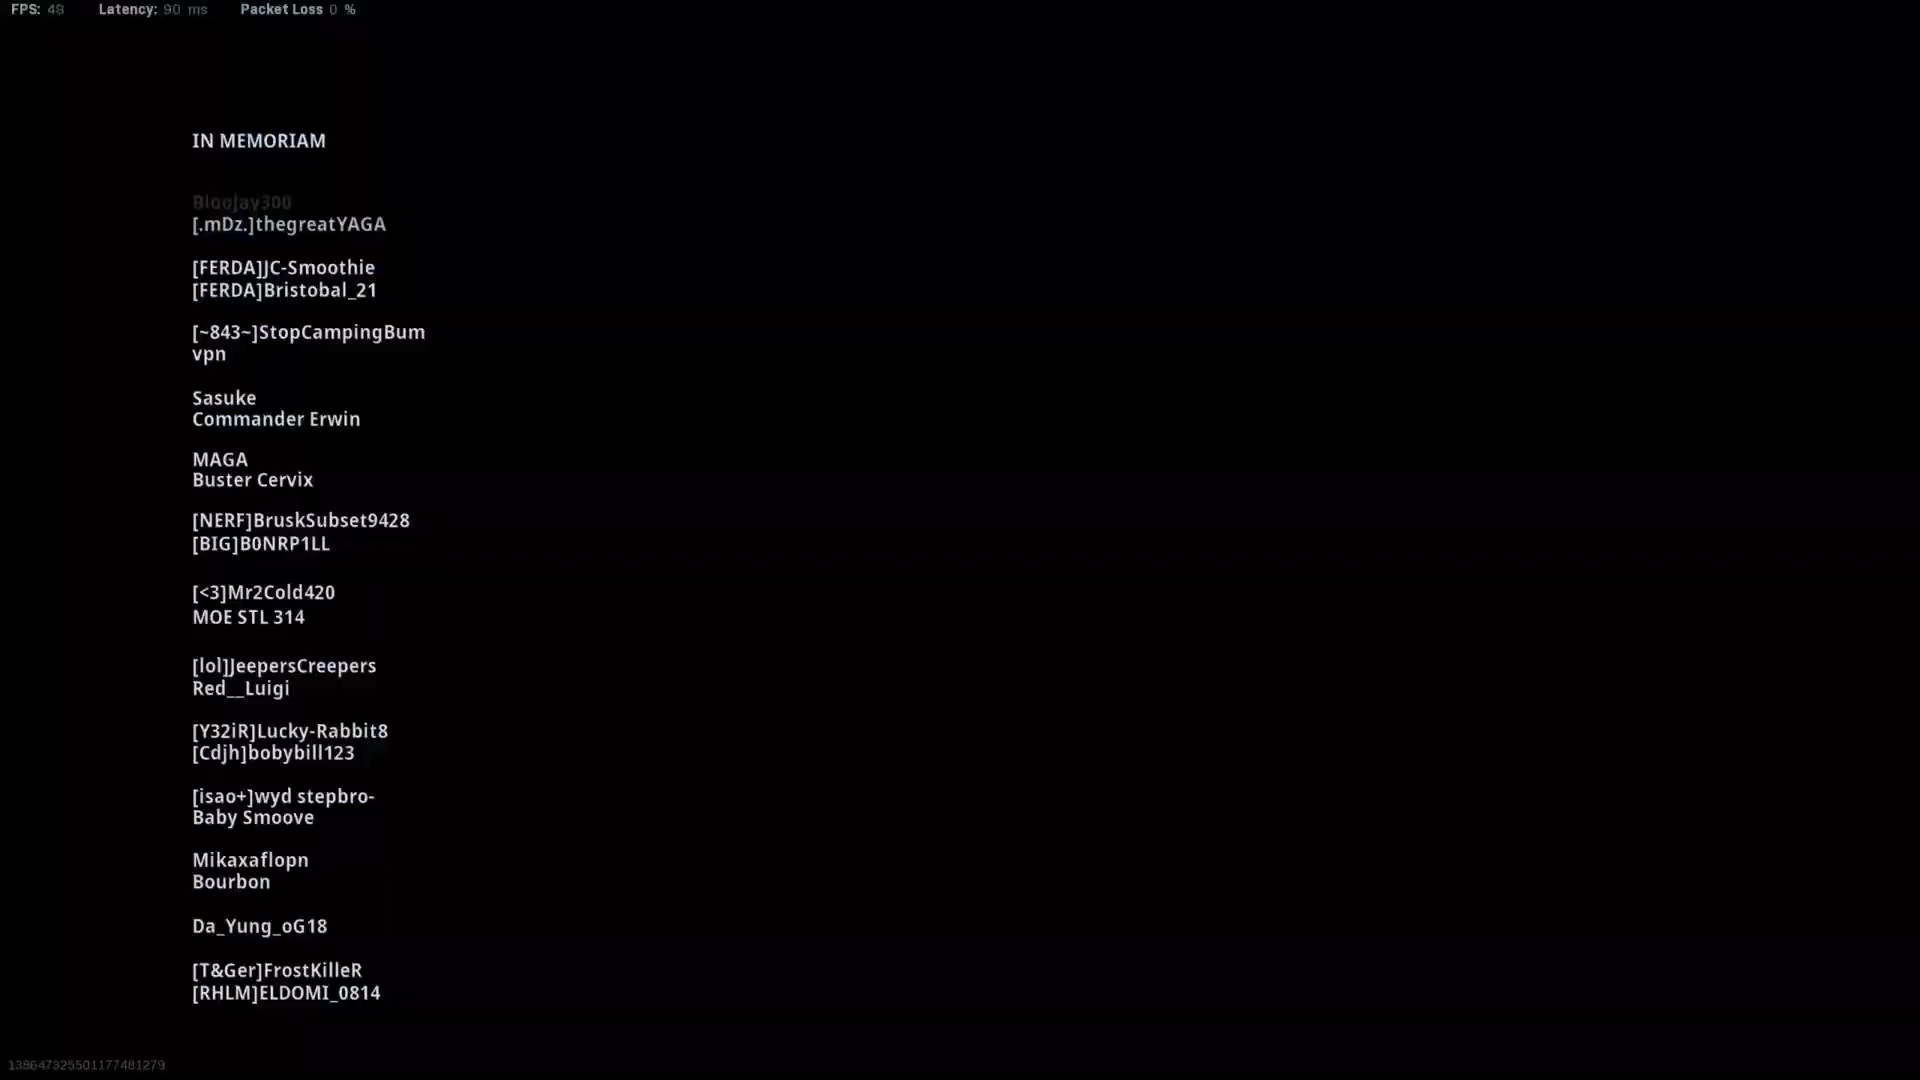 FPS: 48 Latency: 90 ms Packet Loss 0 %
IN MEMORIAM
BlooJay300
[.mDz.]thegreatYAGA
[FERDA]JC-Smoothie
[FERDA]Bristobal_21
[~843~]StopCampingBum
vpn
Sasuke
Commander Erwin
MAGA
Buster Cervix
[NERF]BruskSubset9428
[BIG]B0NRP1LL
[<3]Mr2Cold420
MOE STL 314
[lol]JeepersCreepers
Red__Luigi
[Y32iR]Lucky-Rabbit8
[Cdjh]bobybill123
[isao+]wyd stepbro-
Baby Smoove
Mikaxaflopn
Bourbon
Da_Yung_oG18
[T&Ger]FrostKilleR
[RHLM]ELDOMI_0814
138647325501177481279